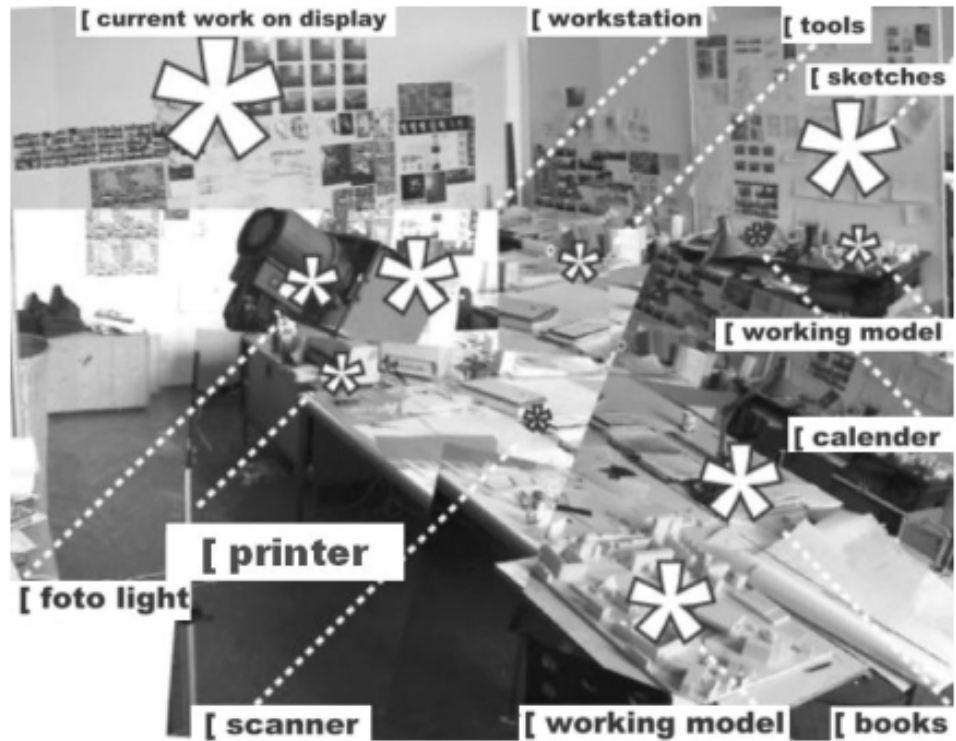 [ current work on display
[ workstation
[ tools
[ sketches
[ working model
[ calender
[ printer
[ foto light
[ scanner
[ working model
[ books